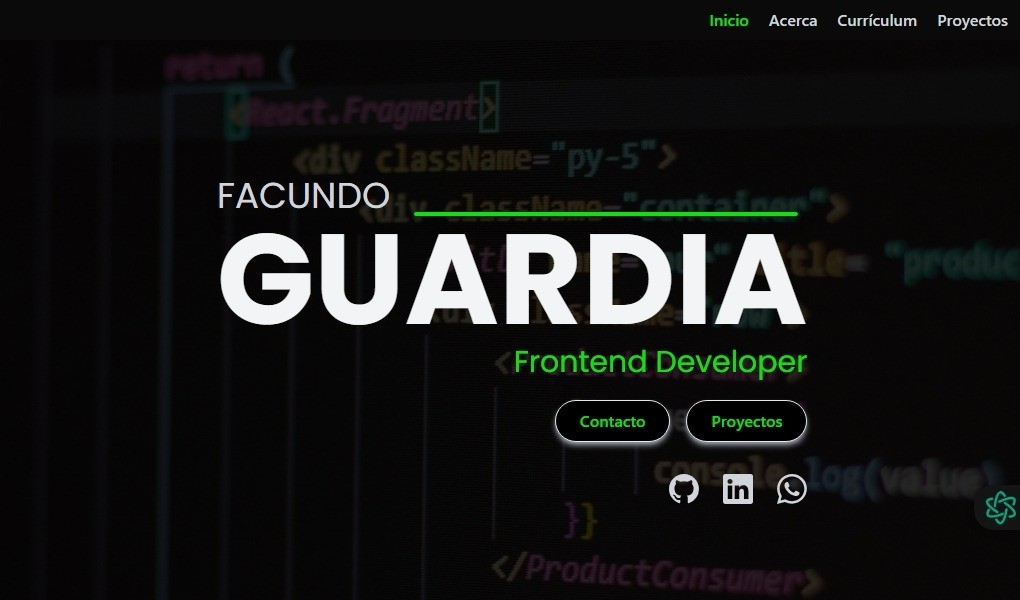 Inicio Acerca Currículum Proyectos
return (
<React.Fragment>
<div className="py-5">
FACUNDO
<div className="container">
GUARDIA
Frontend Developer
Contacto Proyectos
console.log(value)
}}
</ProductConsumer>